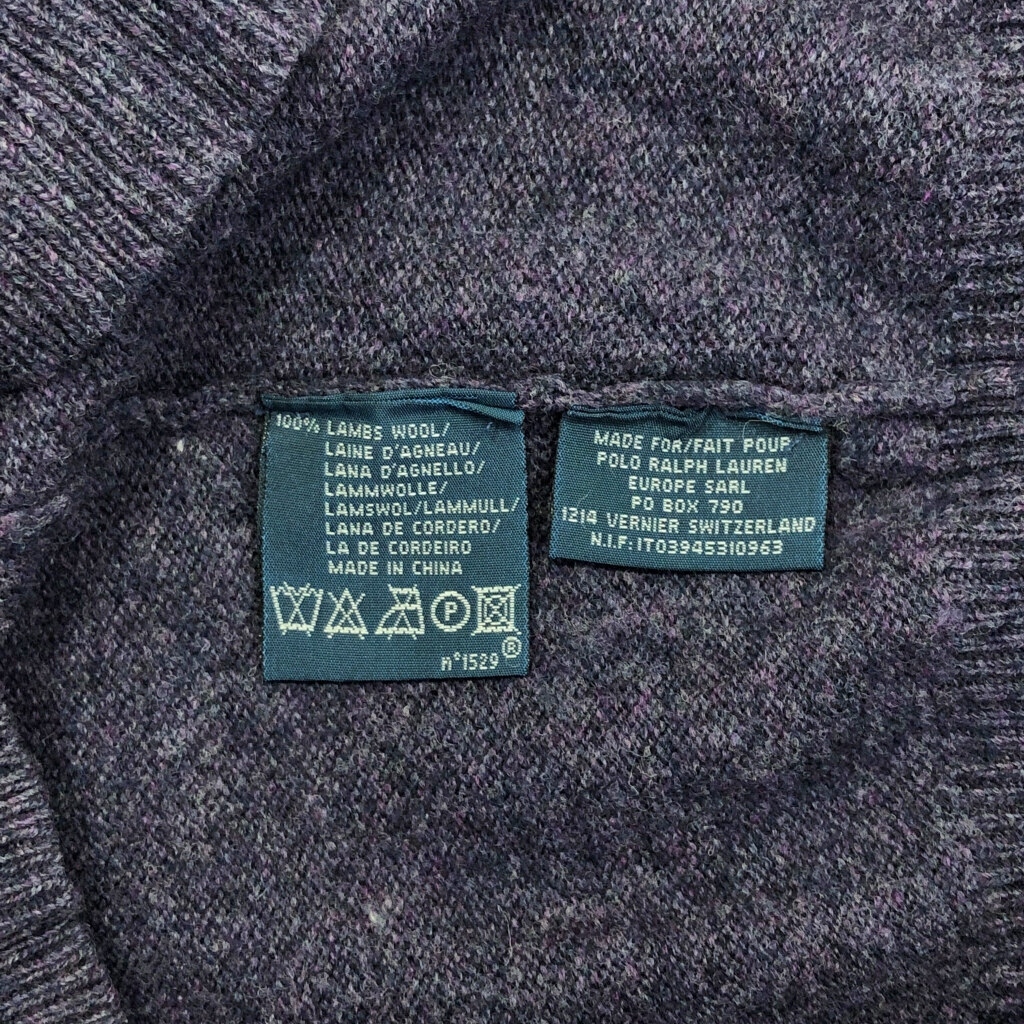 100% LAMBS WOOL/
LAINE D'AGNEAU/
LANA D'AGNELLO/
LAMMWOLLE/
LAMSWOL/LAMMULL/
LANA DE CORDERO/
LA DE CORDEIRO
MADE IN CHINA
P
®
n°1529
MADE FOR/FAIT POUR
POLO RALPH LAUREN
EUROPE SARL
PO BOX 790
1214 VERNIER SWITZERLAND
N.I.F:IT03945310963